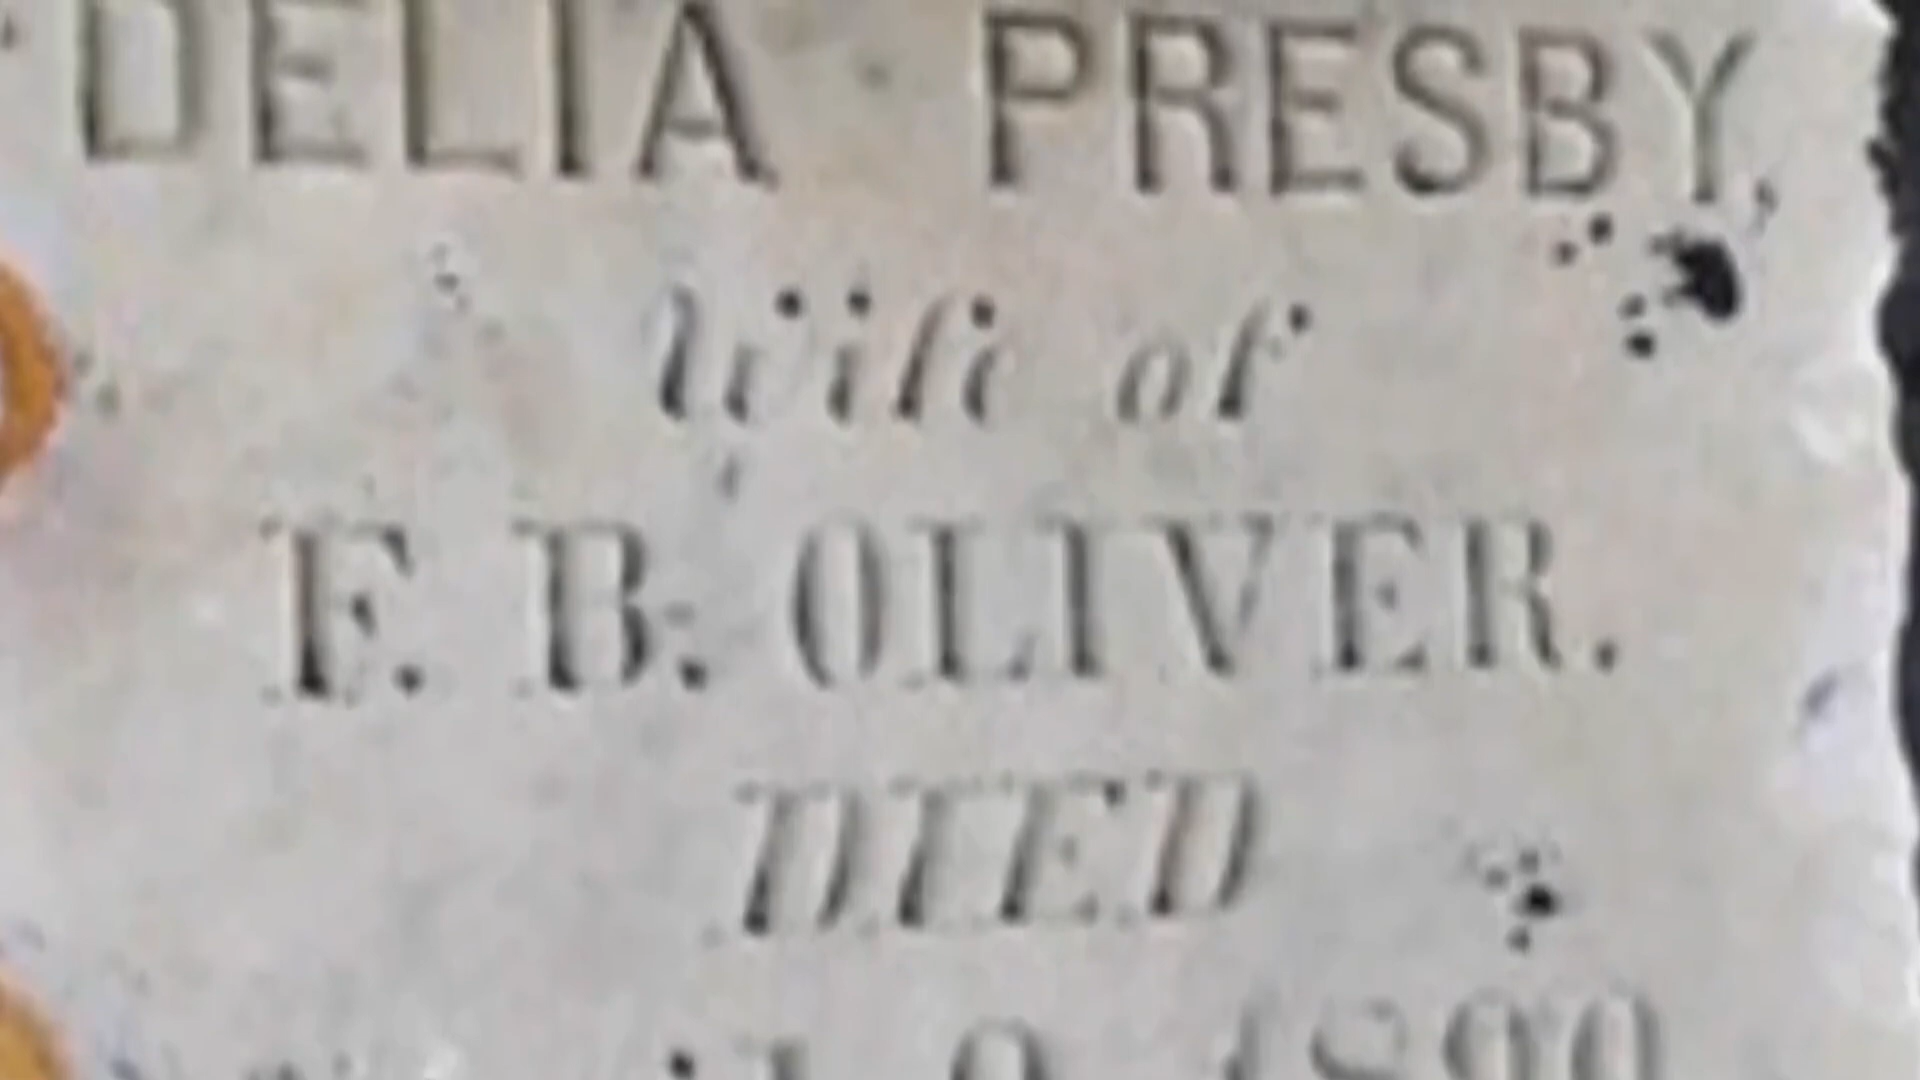 DELIA PRESBY,
Wife of
F. B. OLIVER.
DIED